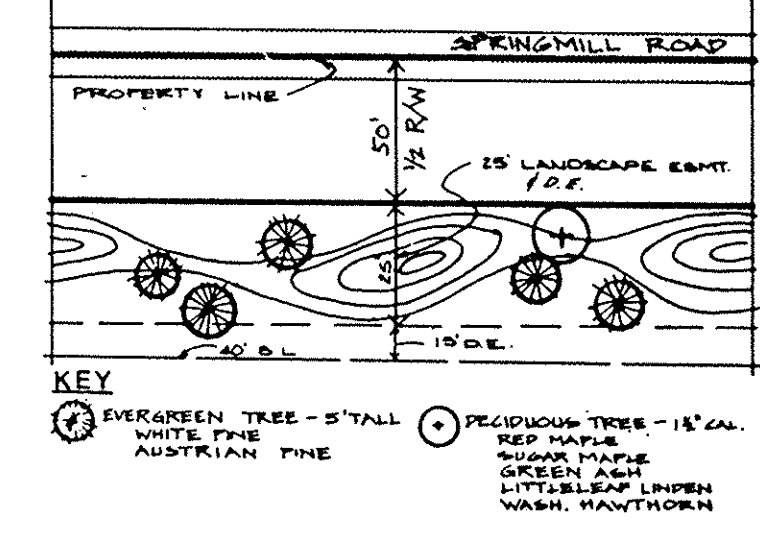 SPRINGMILL ROAD
PROPERTY LINE
50'
½ R/W
25' LANDSCAPE ESMT.
& D.E.
25'
40' B L
15' D.E.
KEY
EVERGREEN TREE - 5' TALL
WHITE PINE
AUSTRIAN PINE
DECIDUOUS TREE - 1½" CAL.
RED MAPLE
SUGAR MAPLE
GREEN ASH
LITTLELEAF LINDEN
WASH. HAWTHORN